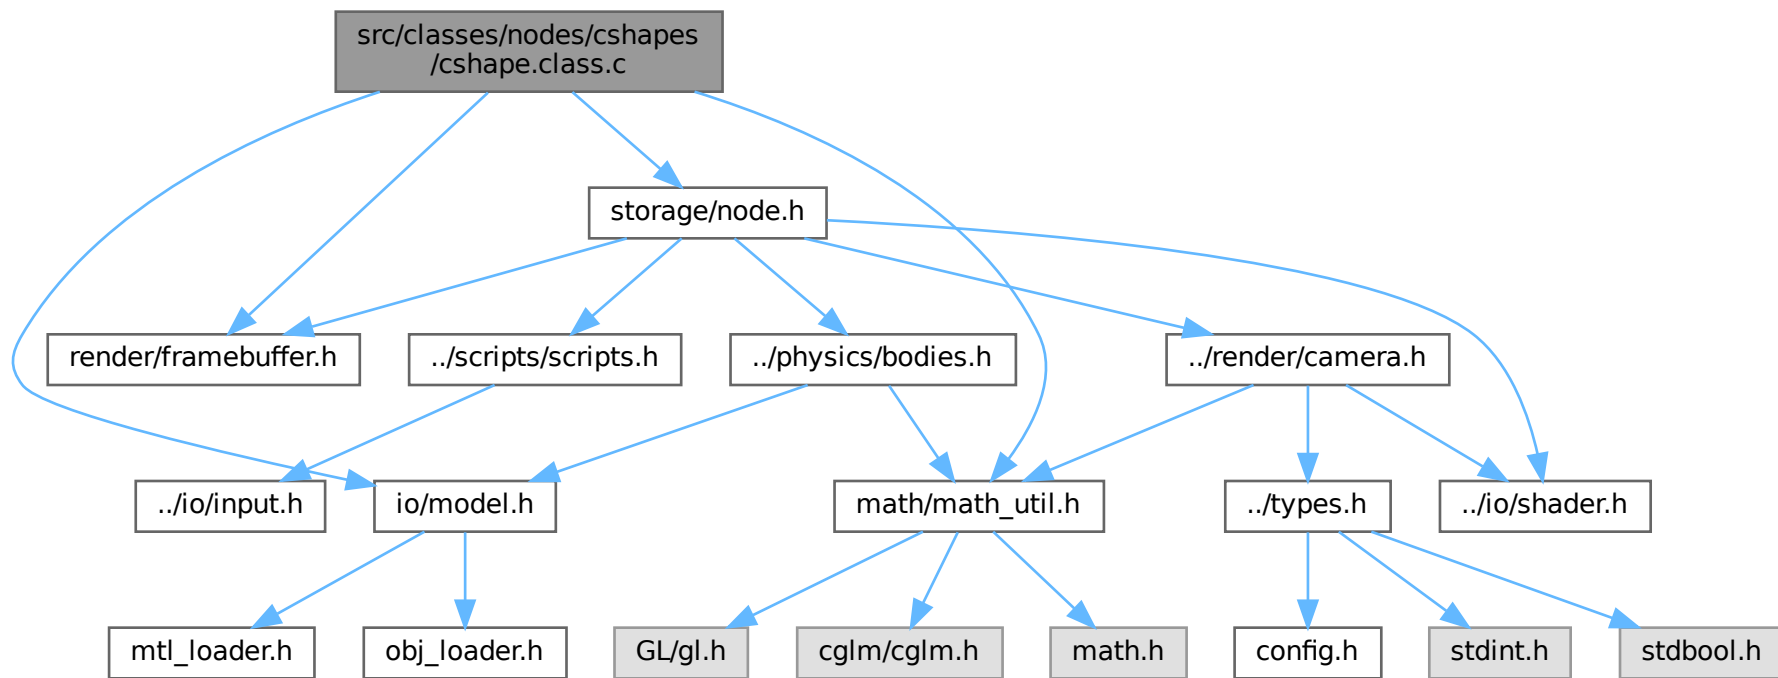 src/classes/nodes/cshapes
/cshape.class.c
storage/node.h
render/framebuffer.h
../scripts/scripts.h
../physics/bodies.h
../render/camera.h
../io/input.h
io/model.h
math/math_util.h
../types.h
../io/shader.h
mtl_loader.h
obj_loader.h
GL/gl.h
cglm/cglm.h
math.h
config.h
stdint.h
stdbool.h